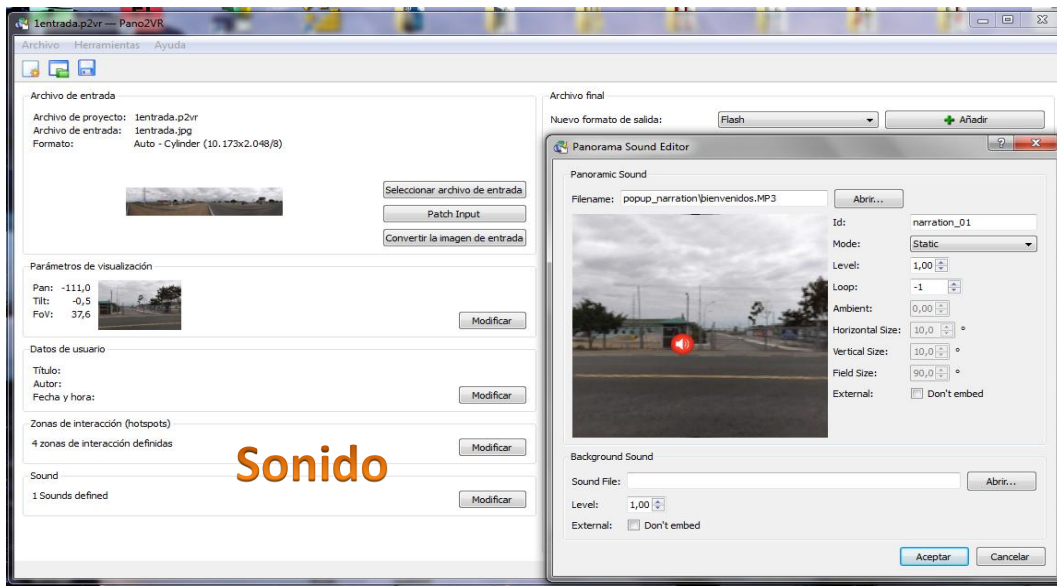 1entrada.p2vr — Pano2VR
Archivo Herramientas Ayuda
Archivo de entrada
Archivo de proyecto: 1entrada.p2vr
Archivo de entrada: 1entrada.jpg
Formato: Auto - Cylinder (10.173x2.048/8)
Seleccionar archivo de entrada
Patch Input
Convertir la imagen de entrada
Parámetros de visualización
Pan: -111,0
Tilt: -0,5
FoV: 37,6
Modificar
Datos de usuario
Título:
Autor:
Fecha y hora:
Modificar
Zonas de interacción (hotspots)
4 zonas de interacción definidas
Modificar
Sonido
Sound
1 Sounds defined
Modificar
Archivo final
Nuevo formato de salida: Flash Añadir
Panorama Sound Editor
Panoramic Sound
Filename: popup_narration\bienvenidos.MP3 Abrir...
Id: narration_01
Mode: Static
Level: 1,00
Loop: -1
Ambient: 0,00
Horizontal Size: 10,0 °
Vertical Size: 10,0 °
Field Size: 90,0 °
External: Don't embed
Background Sound
Sound File: Abrir...
Level: 1,00
External: Don't embed
Aceptar Cancelar